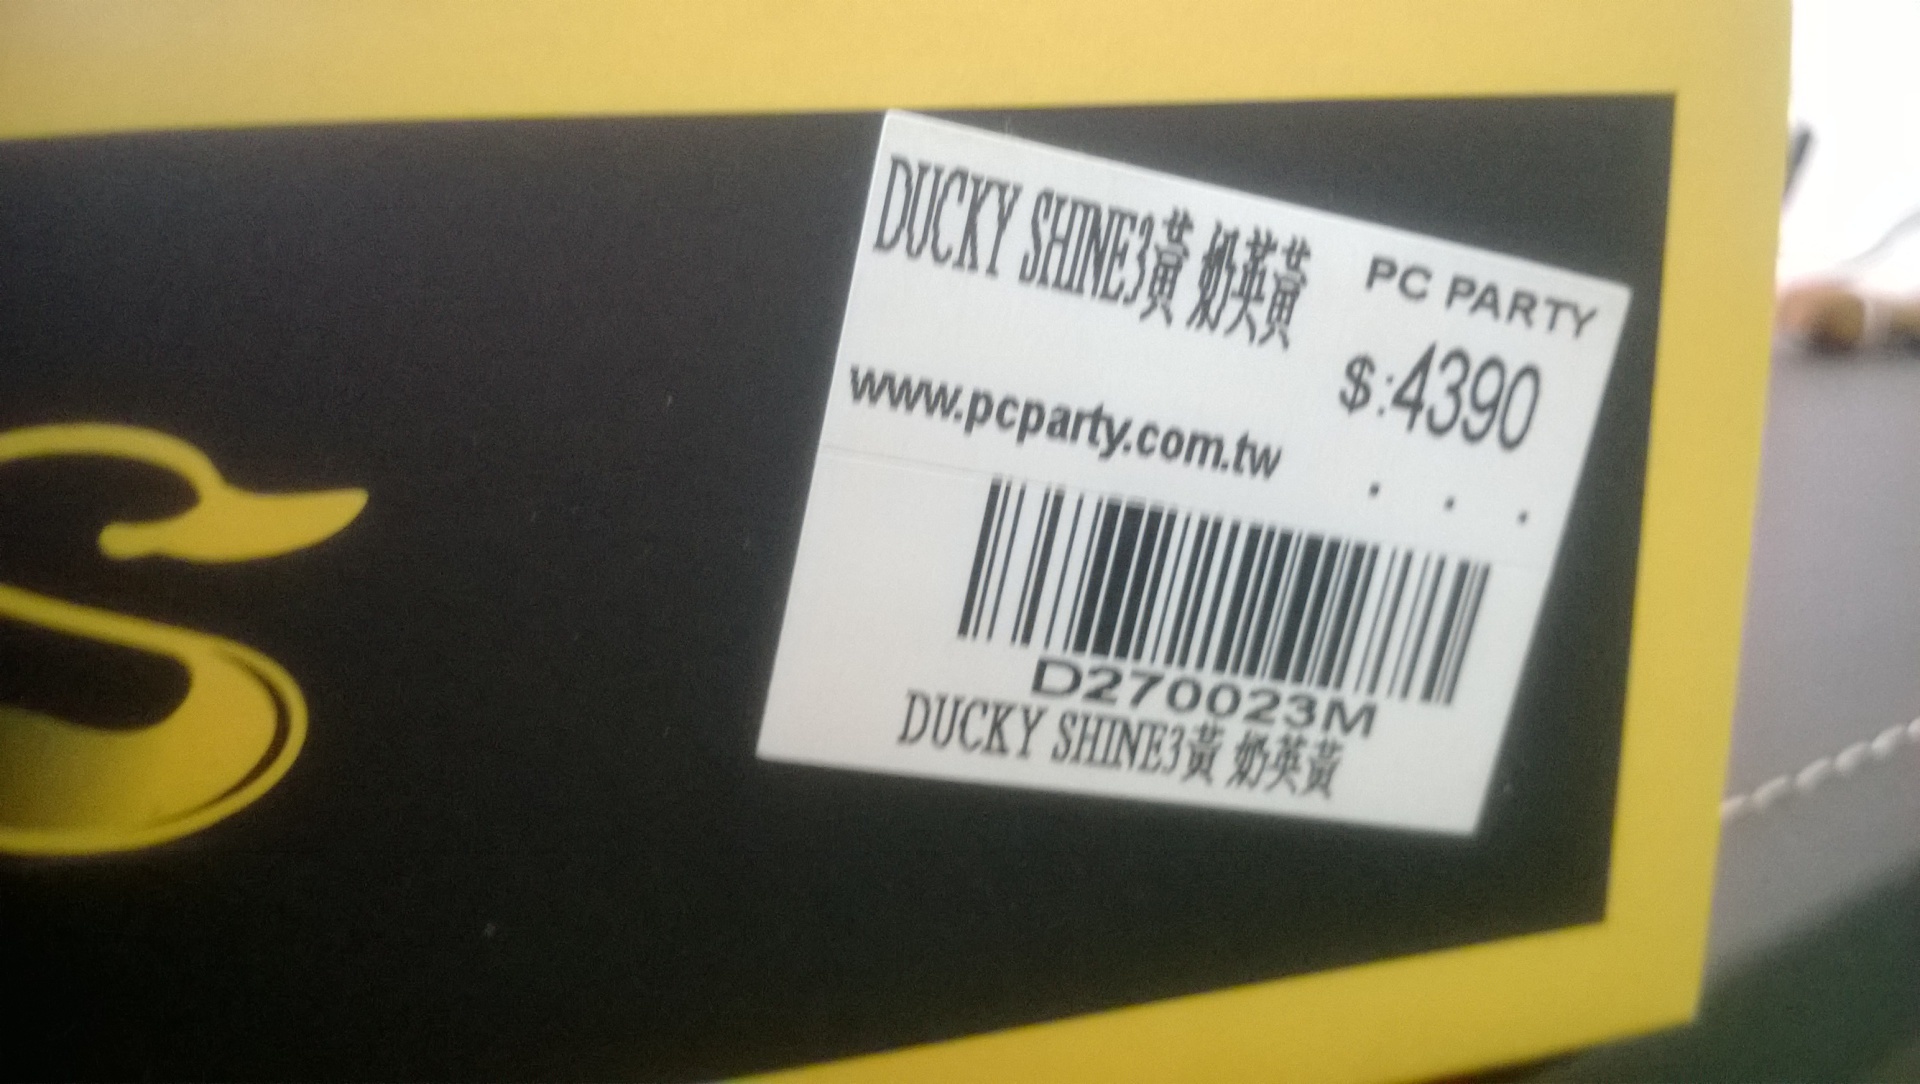 DUCKY SHINE3黃 奶英黃
PC PARTY
$:4390
www.pcparty.com.tw
. . .
D270023M
DUCKY SHINE3黃 奶英黃